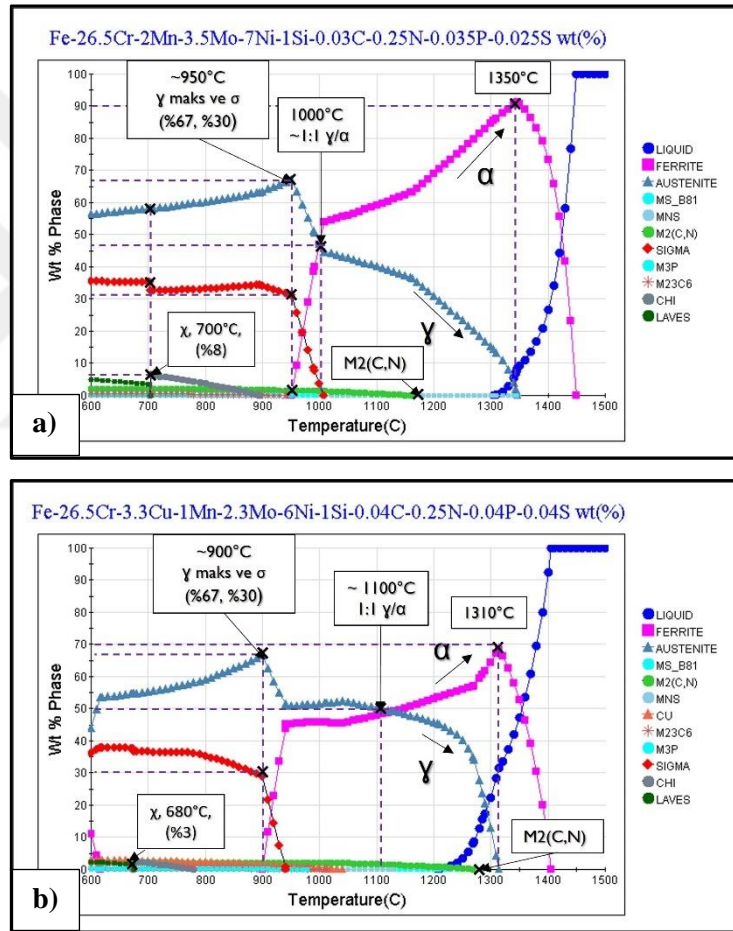 Fe-26.5Cr-2Mn-3.5Mo-7Ni-1Si-0.03C-0.25N-0.035P-0.025S wt(%)
~950°C
ɣ maks ve σ
(%67, %30)
1000°C
~1:1 ɣ/α
1350°C
α
ɣ
χ, 700°C,
(%8)
M2(C,N)
Wt % Phase
100
90
80
70
60
50
40
30
20
10
0
600 700 800 900 1000 1100 1200 1300 1400 1500
Temperature(C)
LIQUID
FERRITE
AUSTENITE
MS_B81
MNS
M2(C,N)
SIGMA
M3P
M23C6
CHI
LAVES
a)
Fe-26.5Cr-3.3Cu-1Mn-2.3Mo-6Ni-1Si-0.04C-0.25N-0.04P-0.04S wt(%)
~900°C
ɣ maks ve σ
(%67, %30)
~ 1100°C
1:1 ɣ/α
1310°C
α
ɣ
χ, 680°C,
(%3)
M2(C,N)
Wt % Phase
100
90
80
70
60
50
40
30
20
10
0
600 700 800 900 1000 1100 1200 1300 1400 1500
Temperature(C)
LIQUID
FERRITE
AUSTENITE
MS_B81
M2(C,N)
MNS
CU
M23C6
M3P
SIGMA
CHI
LAVES
b)